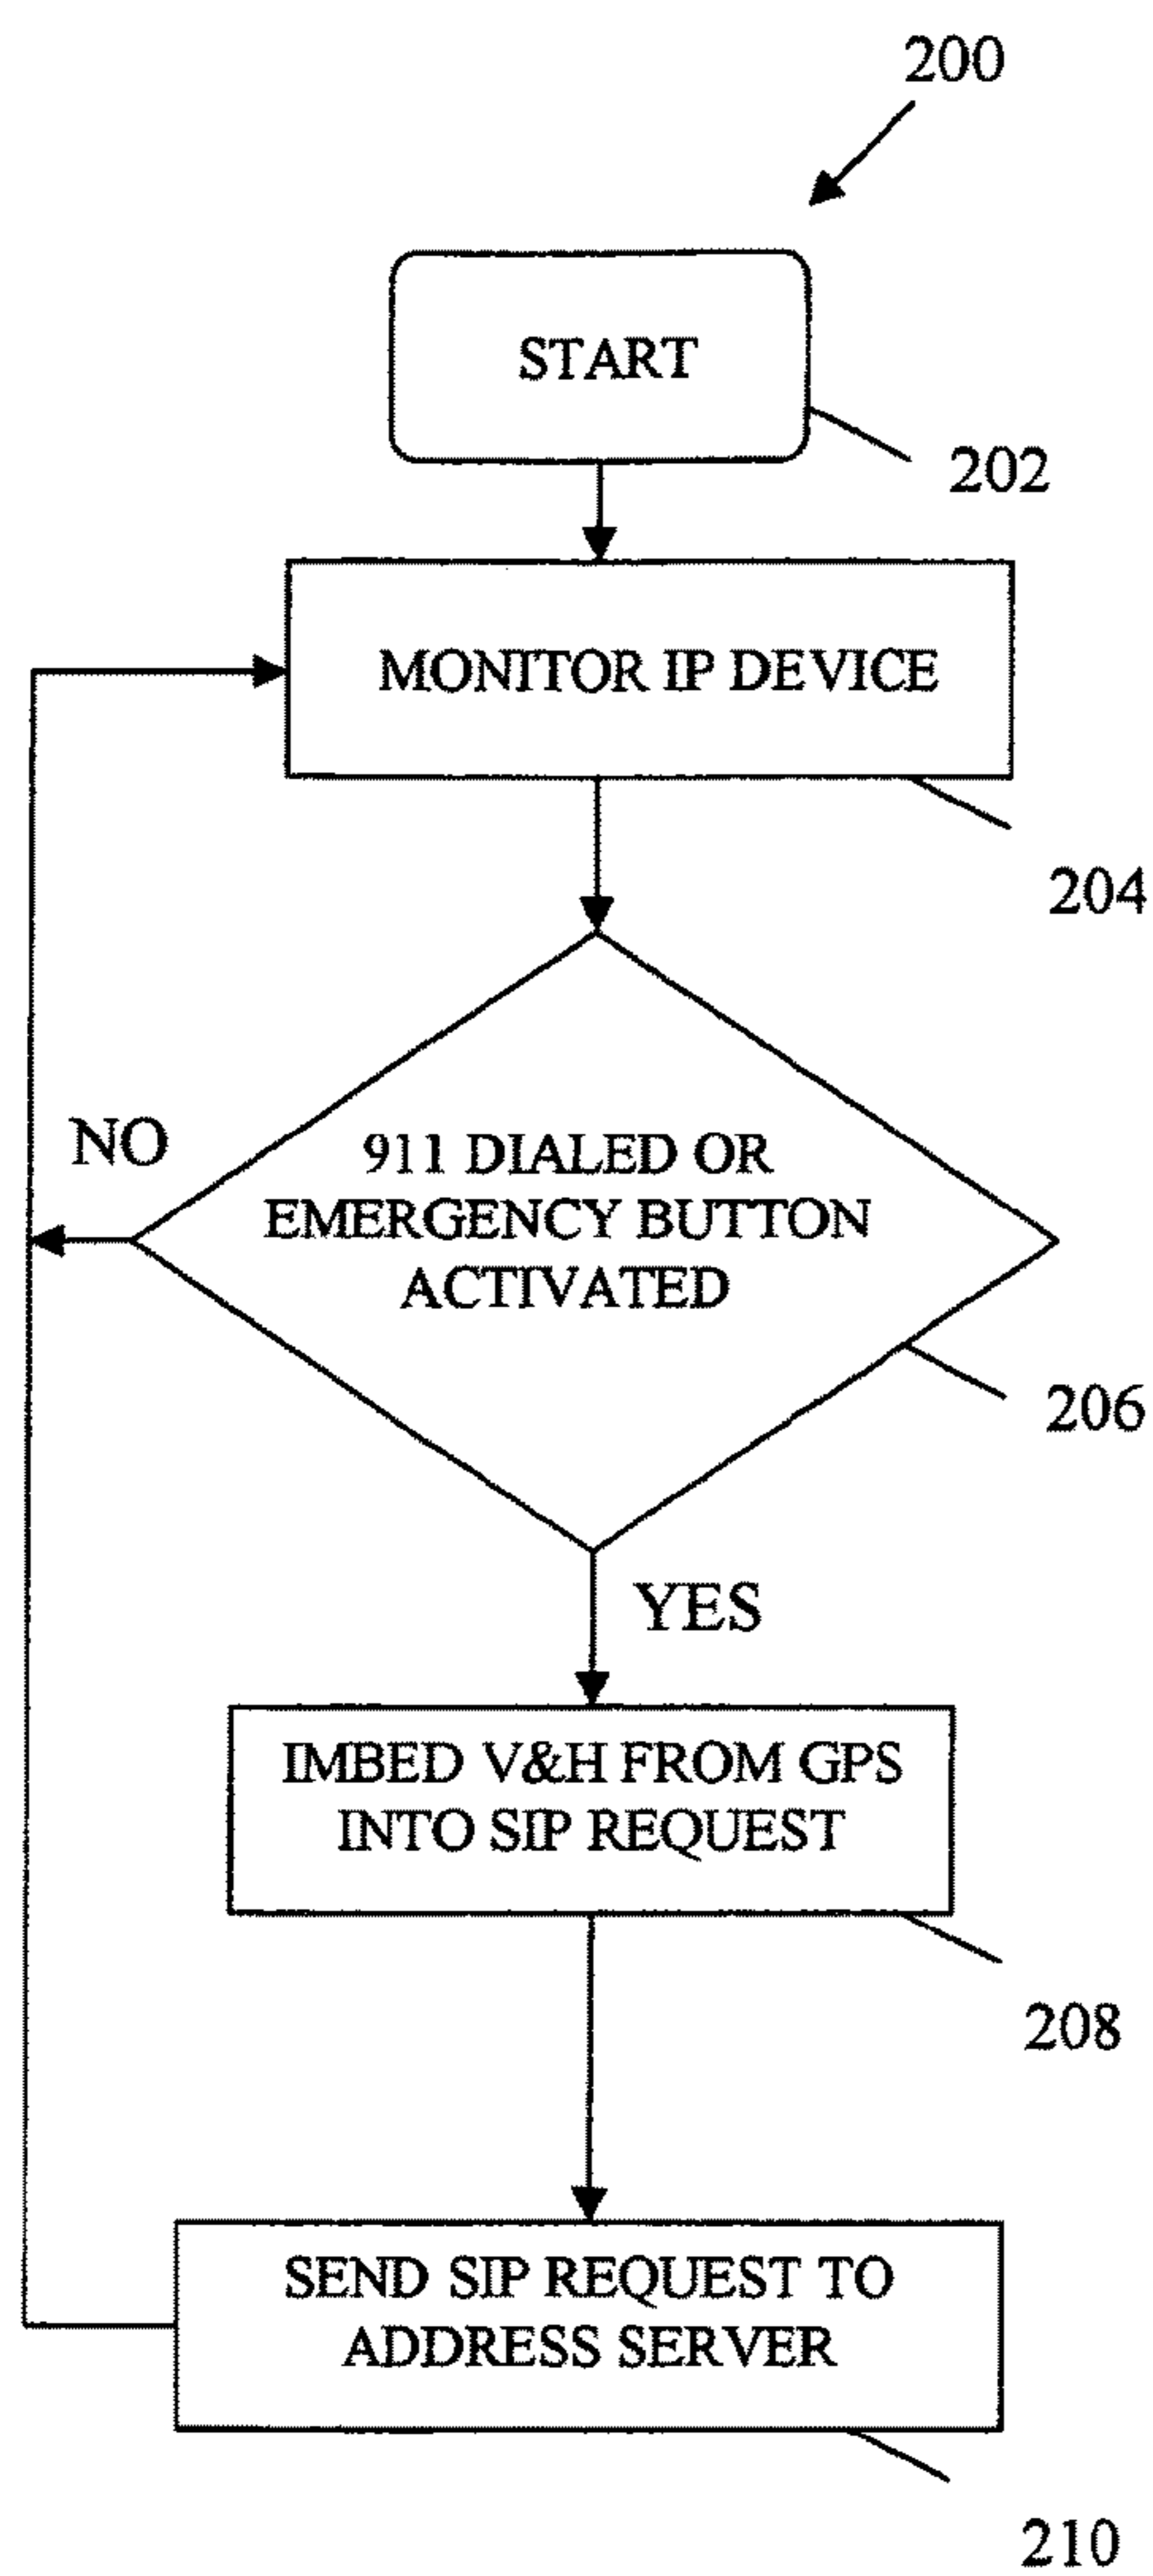 200
START
202
MONITOR IP DEVICE
204
NO
911 DIALED OR
EMERGENCY BUTTON
ACTIVATED
206
YES
IMBED V&H FROM GPS
INTO SIP REQUEST
208
SEND SIP REQUEST TO
ADDRESS SERVER
210